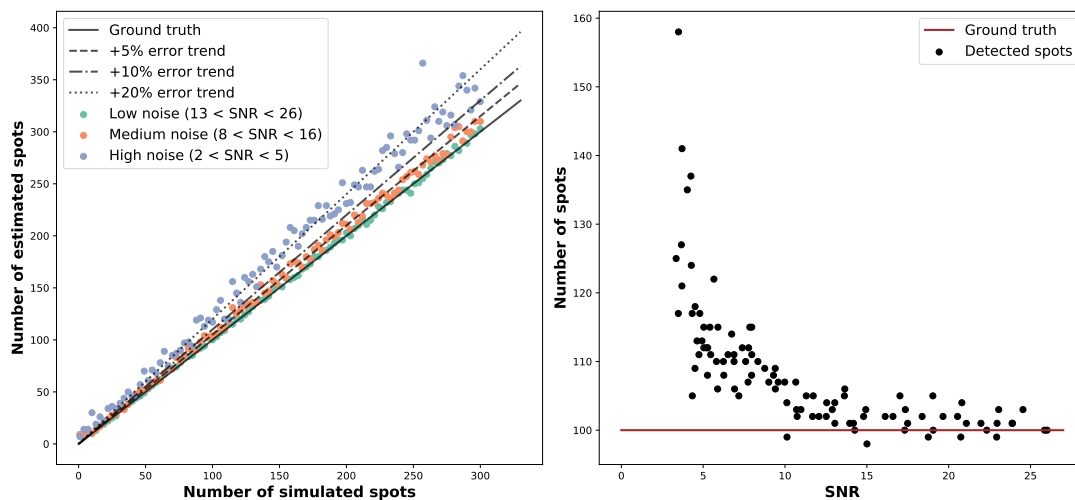 Ground truth
+5% error trend
+10% error trend
+20% error trend
Low noise (13 < SNR < 26)
Medium noise (8 < SNR < 16)
High noise (2 < SNR < 5)
400
350
300
250
200
150
100
50
0
Number of estimated spots
0 50 100 150 200 250 300
Number of simulated spots
Ground truth
Detected spots
160
150
140
130
120
110
100
Number of spots
0 5 10 15 20 25
SNR